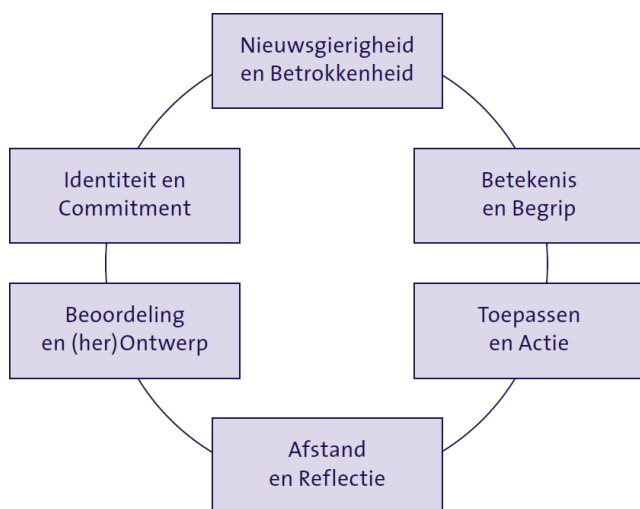 Nieuwsgierigheid
en Betrokkenheid
Betekenis
en Begrip
Toepassen
en Actie
Afstand
en Reflectie
Beoordeling
en (her)Ontwerp
Identiteit en
Commitment